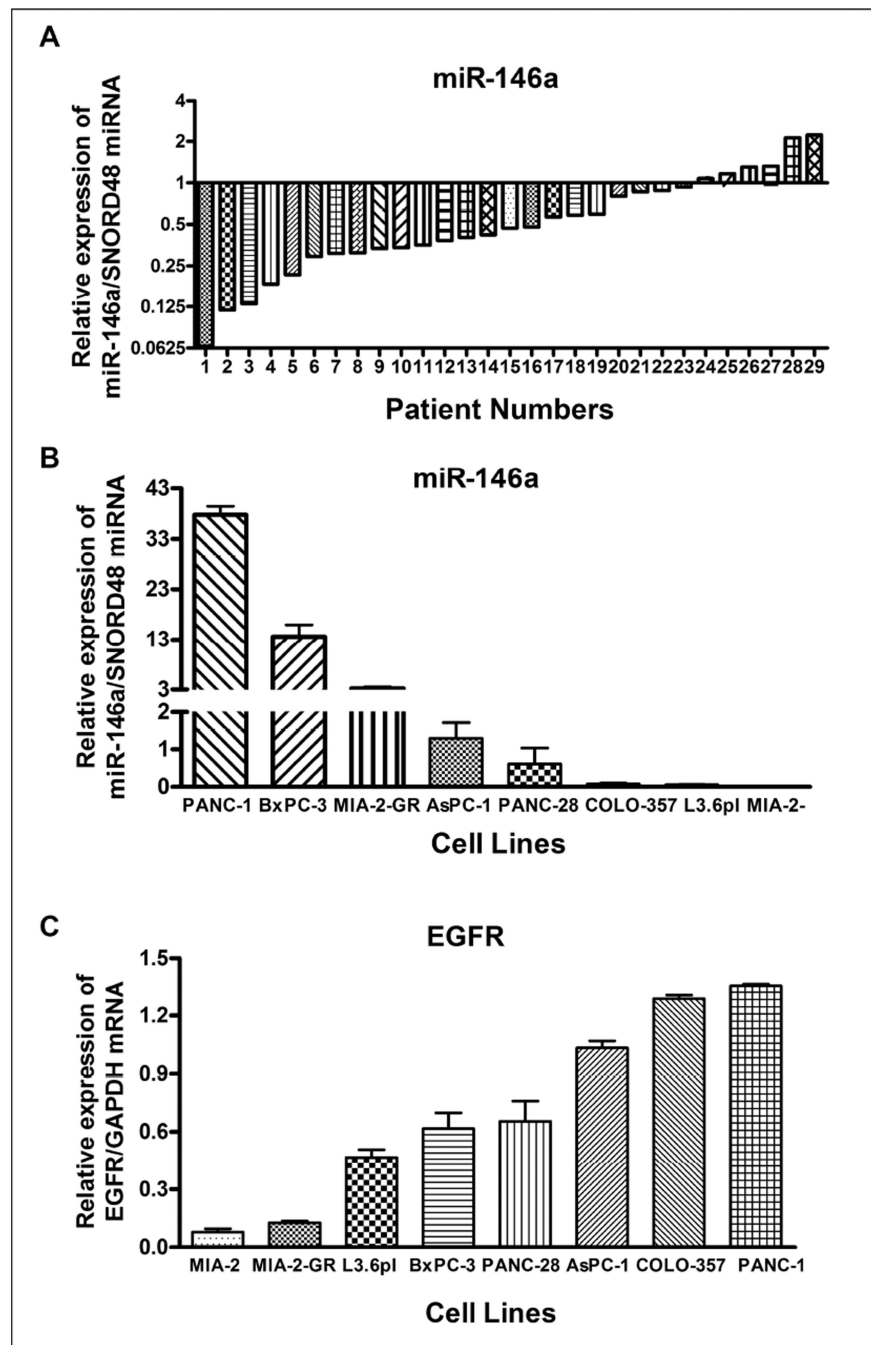 A
miR-146a
Relative expression of
miR-146a/SNORD48 miRNA
4
2
1
0.5
0.25
0.125
0.0625
1 2 3 4 5 6 7 8 9 10 11 12 13 14 15 16 17 18 19 20 21 22 23 24 25 26 27 28 29
Patient Numbers
B
miR-146a
Relative expression of
miR-146a/SNORD48 miRNA
43
33
23
13
3
2
1
0
PANC-1 BxPC-3 MIA-2-GR AsPC-1 PANC-28 COLO-357 L3.6pl MIA-2-
Cell Lines
C
EGFR
Relative expression of
EGFR/GAPDH mRNA
1.5
1.2
0.9
0.6
0.3
0.0
MIA-2 MIA-2-GR L3.6pl BxPC-3 PANC-28 AsPC-1 COLO-357 PANC-1
Cell Lines